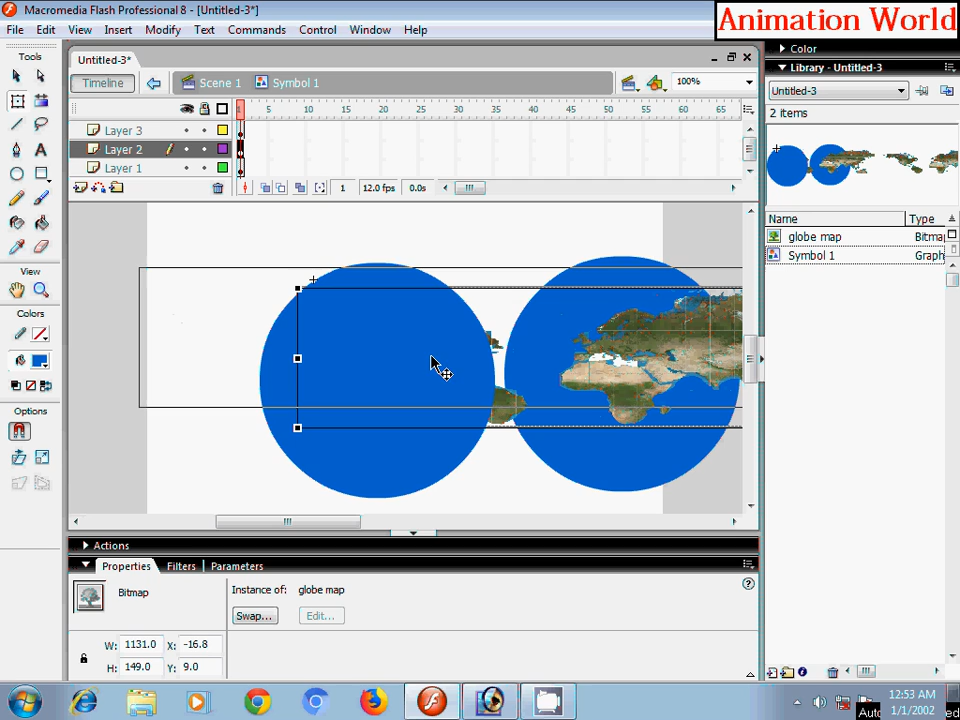 Macromedia Flash Professional 8 - [Untitled-3*]
Animation World
File Edit View Insert Modify Text Commands Control Window Help
Tools
Untitled-3*
Color
Library - Untitled-3
Timeline
Scene 1
Symbol 1
100%
Untitled-3
2 items
5 10 15 20 25 30 35 40 45 50 55 60 65
Layer 3
Layer 2
Layer 1
1 12.0 fps 0.0s
Name Type
globe map
Symbol 1 Graph
View
Colors
Options
Actions
Properties Filters Parameters
Bitmap
Instance of: globe map
Swap...
Edit...
W: 1131.0 X: -16.8
H: 149.0 Y: 9.0
12:53 AM
1/1/2002